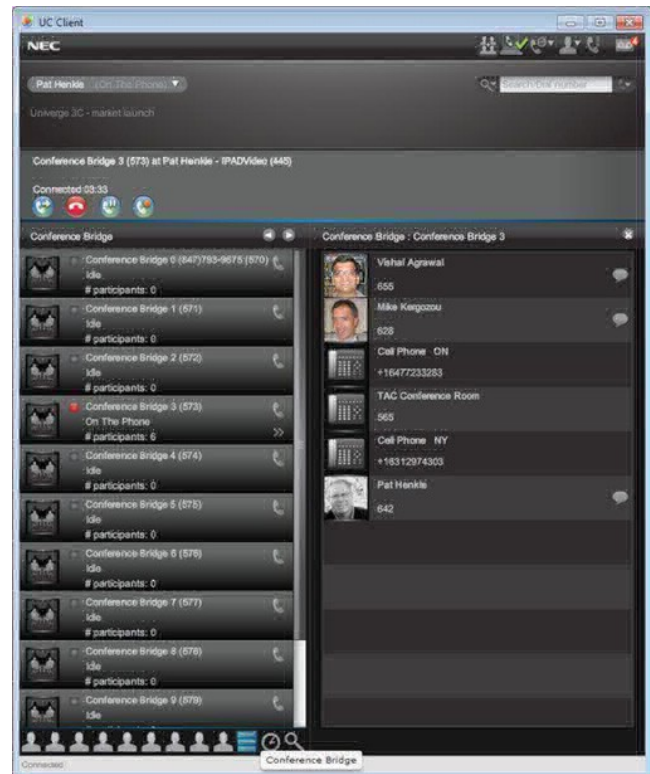 UC Client
NEC
4
Pat Henkie (On The Phone)
Search/Dial number
Univerge 3C - market launch
Conference Bridge 3 (573) at Pat Henkie - IPADVideo (445)
Connected 03:33
Conference Bridge
Conference Bridge 0 (847)793-9675 (570)
Idle
# participants: 0
Conference Bridge 1 (571)
Idle
# participants: 0
Conference Bridge 2 (572)
Idle
# participants: 0
Conference Bridge 3 (573)
On The Phone
# participants: 6
Conference Bridge 4 (574)
Idle
# participants: 0
Conference Bridge 5 (575)
Idle
# participants: 0
Conference Bridge 6 (576)
Idle
# participants: 0
Conference Bridge 7 (577)
Idle
# participants: 0
Conference Bridge 8 (578)
Idle
# participants: 0
Conference Bridge 9 (579)
Idle
Conference Bridge : Conference Bridge 3
Vishal Agrawal
655
Mike Kergozou
628
Cell Phone ON
+16477233283
TAC Conference Room
565
Cell Phone NY
+16312974303
Pat Henkie
642
Conference Bridge
Connected